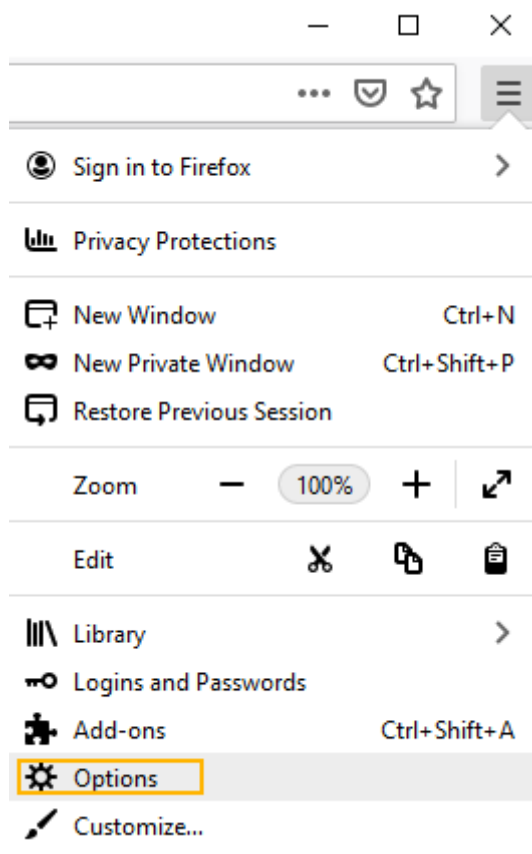 Sign in to Firefox
Privacy Protections
New Window Ctrl+N
New Private Window Ctrl+Shift+P
Restore Previous Session
Zoom 100%
Edit
Library
Logins and Passwords
Add-ons Ctrl+Shift+A
Options
Customize...